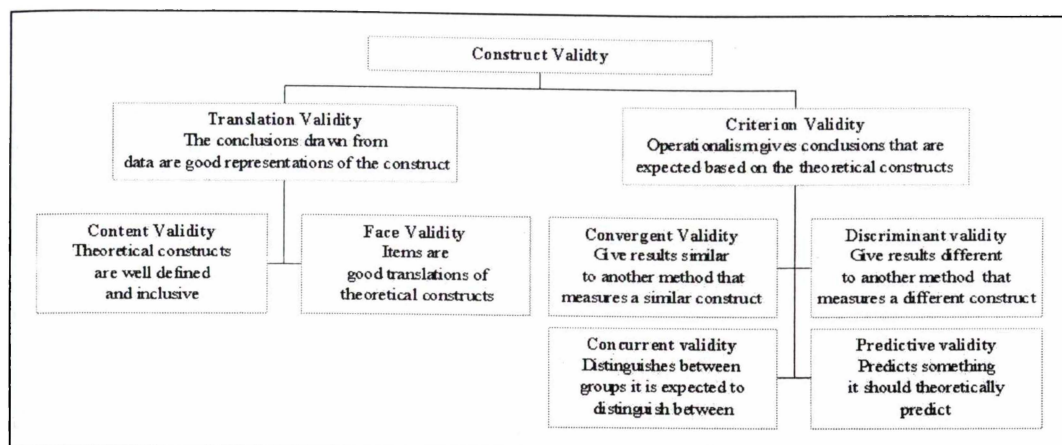 Construct Validty
Translation Validity
The conclusions drawn from
data are good representations of the construct
Criterion Validity
Operationalism gives conclusions that are
expected based on the theoretical constructs
Content Validity
Theoretical constructs
are well defined
and inclusive
Face Validity
Items are
good translations of
theoretical constructs
Convergent Validity
Give results similar
to another method that
measures a similar construct
Discriminant validity
Give results different
to another method that
measures a different construct
Concurrent validity
Distinguishes between
groups it is expected to
distinguish between
Predictive validity
Predicts something
it should theoretically
predict